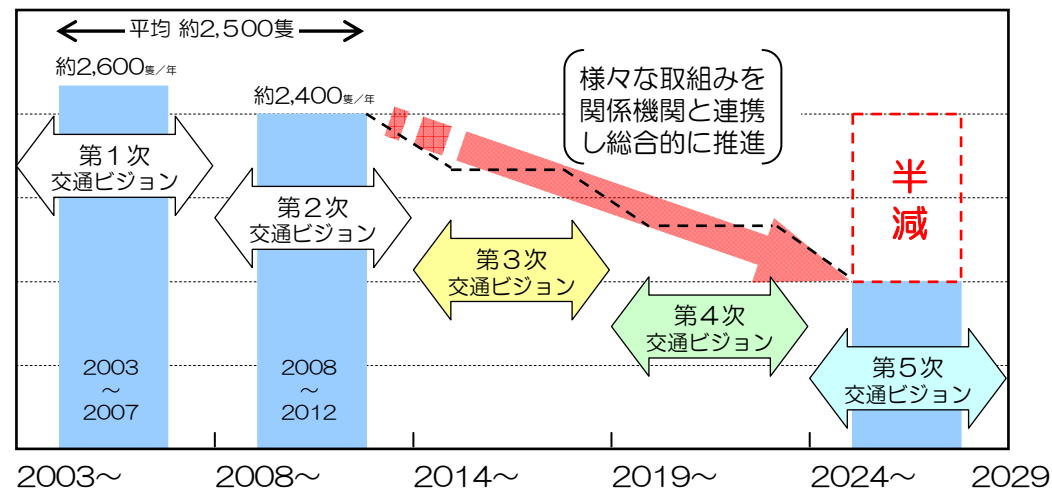 平均 約2,500隻
約2,600隻/年
約2,400隻/年
様々な取組みを
関係機関と連携
し総合的に推進
半
減
第1次
交通ビジョン
第2次
交通ビジョン
第3次
交通ビジョン
第4次
交通ビジョン
第5次
交通ビジョン
2003
~
2007
2008
~
2012
2003~
2008~
2014~
2019~
2024~
2029